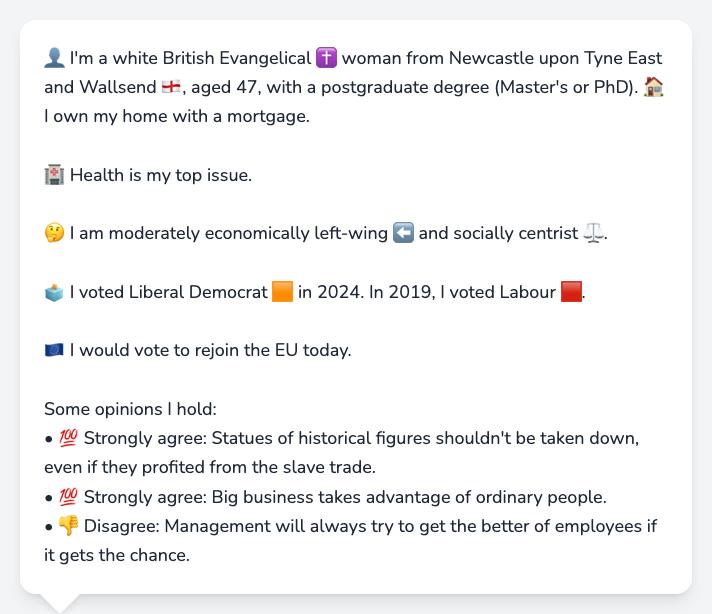 👤 I'm a white British Evangelical ✝️ woman from Newcastle upon Tyne East
and Wallsend 🏴󠁧󠁢󠁥󠁮󠁧󠁿, aged 47, with a postgraduate degree (Master's or PhD). 🏠
I own my home with a mortgage.
🏥 Health is my top issue.
🤔 I am moderately economically left-wing ⬅️ and socially centrist ⚖️.
🗳️ I voted Liberal Democrat 🟧 in 2024. In 2019, I voted Labour 🟥.
🇪🇺 I would vote to rejoin the EU today.
Some opinions I hold:
• 💯 Strongly agree: Statues of historical figures shouldn't be taken down,
even if they profited from the slave trade.
• 💯 Strongly agree: Big business takes advantage of ordinary people.
• 👎 Disagree: Management will always try to get the better of employees if
it gets the chance.